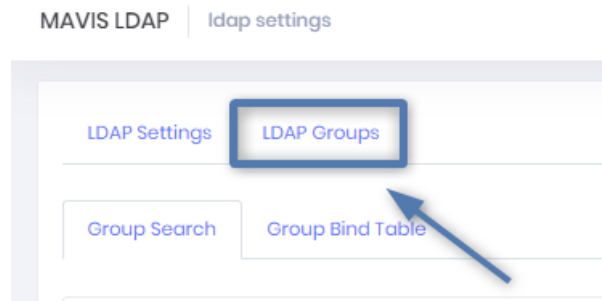 MAVIS LDAP ldap settings
LDAP Settings LDAP Groups
Group Search Group Bind Table